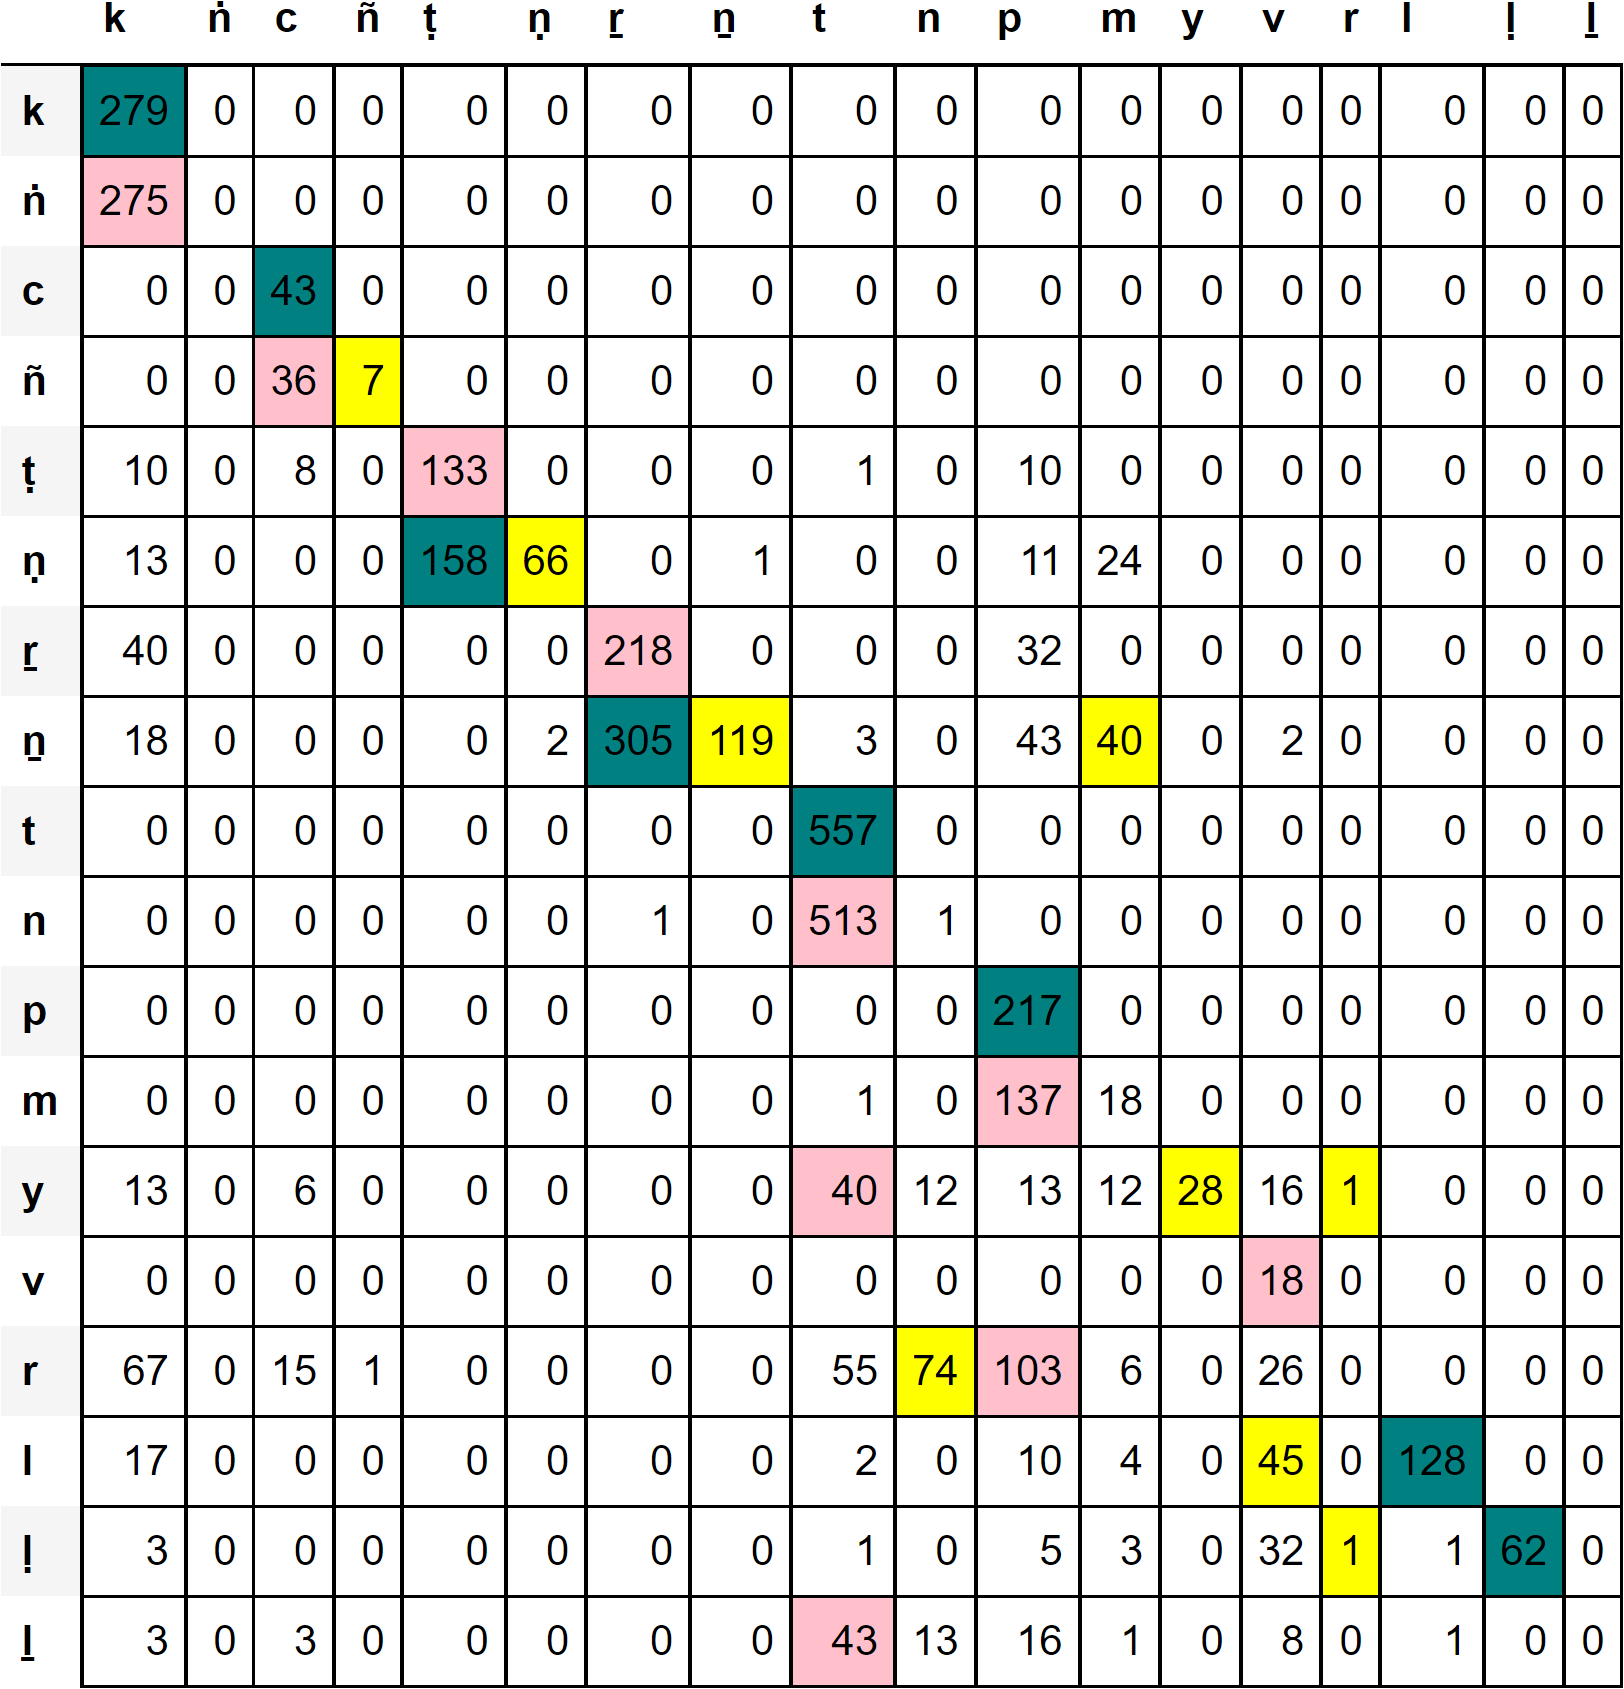 k ṅ c ñ ṭ ṇ ṟ ṉ t n p m y v r l ḷ ḻ
k 279 0 0 0 0 0 0 0 0 0 0 0 0 0 0 0 0 0
ṅ 275 0 0 0 0 0 0 0 0 0 0 0 0 0 0 0 0 0
c 0 0 43 0 0 0 0 0 0 0 0 0 0 0 0 0 0 0
ñ 0 0 36 7 0 0 0 0 0 0 0 0 0 0 0 0 0 0
ṭ 10 0 8 0 133 0 0 0 1 0 10 0 0 0 0 0 0 0
ṇ 13 0 0 0 158 66 0 1 0 0 11 24 0 0 0 0 0 0
ṟ 40 0 0 0 0 0 218 0 0 0 32 0 0 0 0 0 0 0
ṉ 18 0 0 0 0 2 305 119 3 0 43 40 0 2 0 0 0 0
t 0 0 0 0 0 0 0 0 557 0 0 0 0 0 0 0 0 0
n 0 0 0 0 0 0 1 0 513 1 0 0 0 0 0 0 0 0
p 0 0 0 0 0 0 0 0 0 0 217 0 0 0 0 0 0 0
m 0 0 0 0 0 0 0 0 1 0 137 18 0 0 0 0 0 0
y 13 0 6 0 0 0 0 0 40 12 13 12 28 16 1 0 0 0
v 0 0 0 0 0 0 0 0 0 0 0 0 0 18 0 0 0 0
r 67 0 15 1 0 0 0 0 55 74 103 6 0 26 0 0 0 0
l 17 0 0 0 0 0 0 0 2 0 10 4 0 45 0 128 0 0
ḷ 3 0 0 0 0 0 0 0 1 0 5 3 0 32 1 1 62 0
ḻ 3 0 3 0 0 0 0 0 43 13 16 1 0 8 0 1 0 0